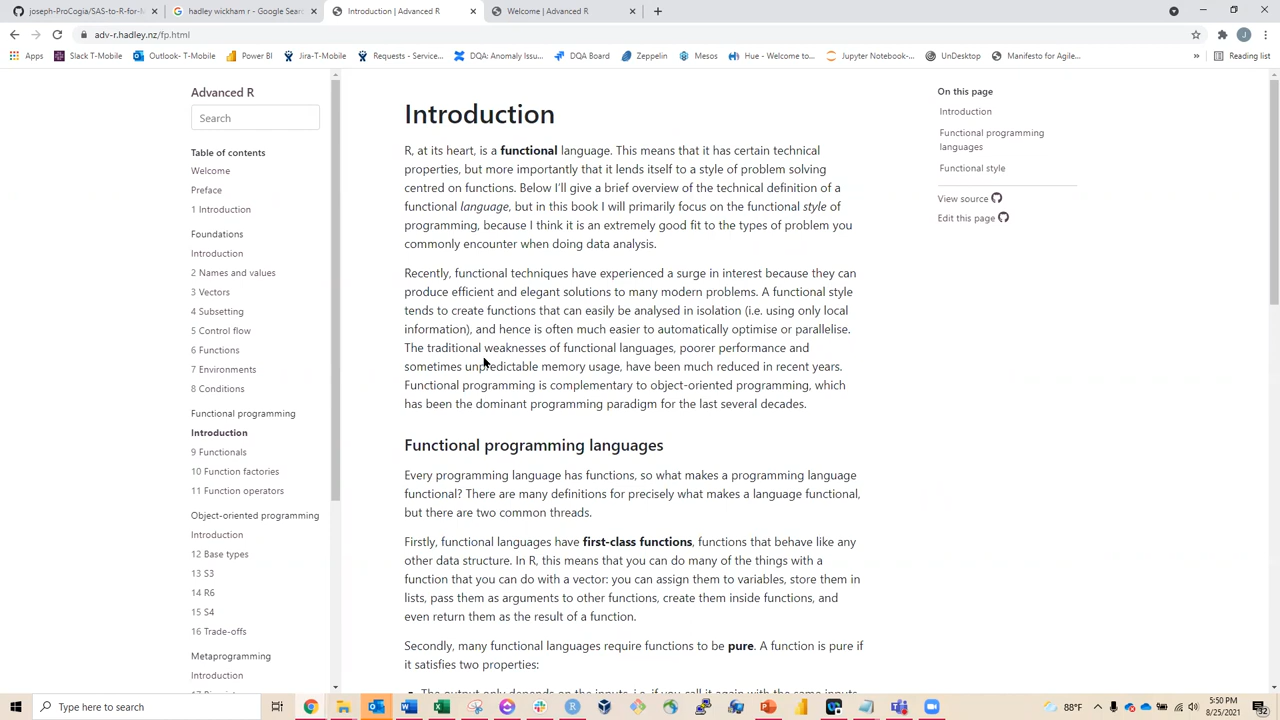 joseph-ProCogia/SAS-to-R-for-M
hadley wickham r - Google Sear
Introduction | Advanced R
Welcome | Advanced R
adv-r.hadley.nz/fp.html
Apps
Slack T-Mobile
Outlook- T-Mobile
Power BI
Jira-T-Mobile
Requests - Service...
DQA: Anomaly Issu...
DQA Board
Zeppelin
Mesos
Hue - Welcome to...
Jupyter Notebook-...
UnDesktop
Manifesto for Agile...
»
Reading list
Advanced R
Search
Table of contents
Welcome
Preface
1 Introduction
Foundations
Introduction
2 Names and values
3 Vectors
4 Subsetting
5 Control flow
6 Functions
7 Environments
8 Conditions
Functional programming
Introduction
9 Functionals
10 Function factories
11 Function operators
Object-oriented programming
Introduction
12 Base types
13 S3
14 R6
15 S4
16 Trade-offs
Metaprogramming
Introduction
Introduction
R, at its heart, is a functional language. This means that it has certain technical
properties, but more importantly that it lends itself to a style of problem solving
centred on functions. Below I'll give a brief overview of the technical definition of a
functional language, but in this book I will primarily focus on the functional style of
programming, because I think it is an extremely good fit to the types of problem you
commonly encounter when doing data analysis.
Recently, functional techniques have experienced a surge in interest because they can
produce efficient and elegant solutions to many modern problems. A functional style
tends to create functions that can easily be analysed in isolation (i.e. using only local
information), and hence is often much easier to automatically optimise or parallelise.
The traditional weaknesses of functional languages, poorer performance and
sometimes unpredictable memory usage, have been much reduced in recent years.
Functional programming is complementary to object-oriented programming, which
has been the dominant programming paradigm for the last several decades.
Functional programming languages
Every programming language has functions, so what makes a programming language
functional? There are many definitions for precisely what makes a language functional,
but there are two common threads.
Firstly, functional languages have first-class functions, functions that behave like any
other data structure. In R, this means that you can do many of the things with a
function that you can do with a vector: you can assign them to variables, store them in
lists, pass them as arguments to other functions, create them inside functions, and
even return them as the result of a function.
Secondly, many functional languages require functions to be pure. A function is pure if
it satisfies two properties:
The output only depends on the inputs, i.e. if you call it again with the same inputs,
On this page
Introduction
Functional programming
languages
Functional style
View source
Edit this page
Type here to search
88°F
5:50 PM
8/25/2021
32